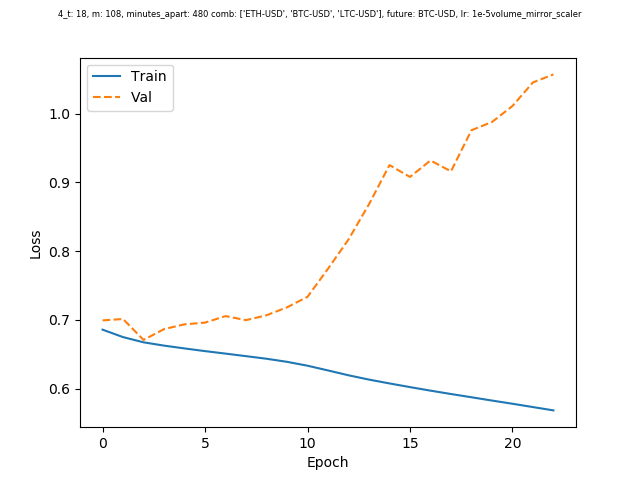 4_t: 18, m: 108, minutes_apart: 480 comb: ['ETH-USD', 'BTC-USD', 'LTC-USD'], future: BTC-USD, lr: 1e-5volume_mirror_scaler
Train
Val
1.0
0.9
0.8
0.7
0.6
Loss
0 5 10 15 20
Epoch